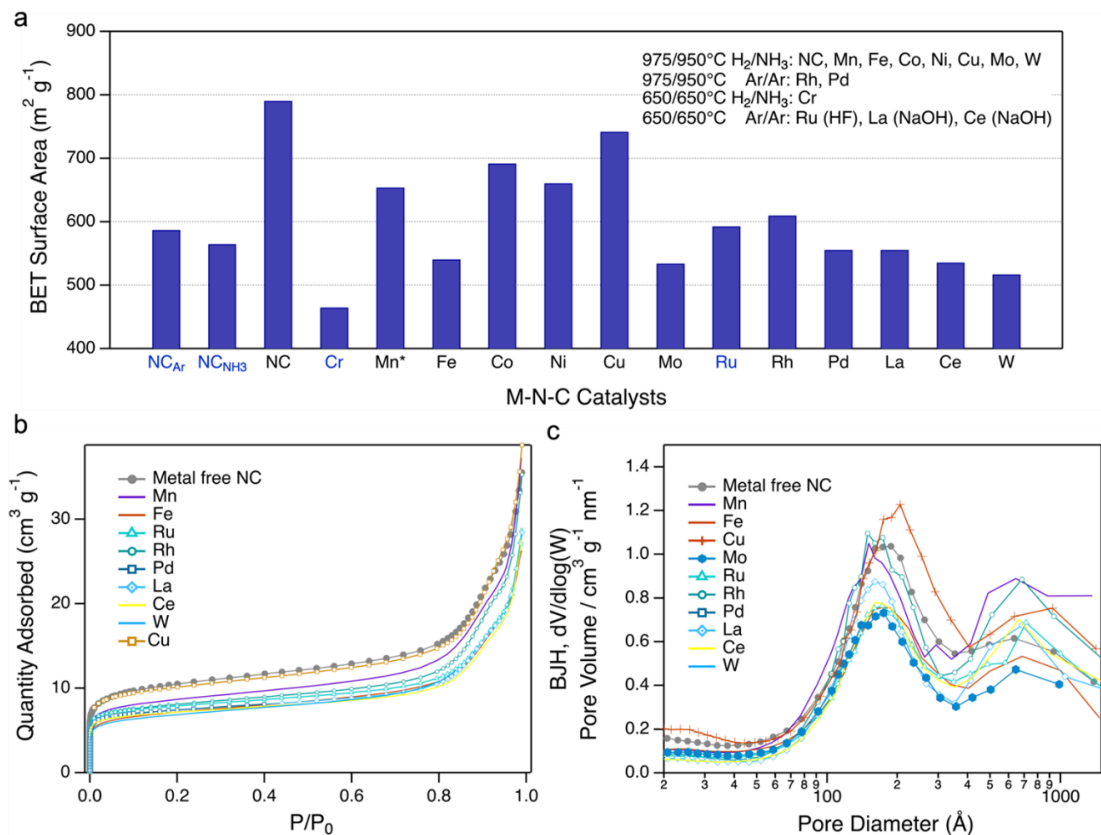 a
900
800
700
600
500
400
BET Surface Area (m² g⁻¹)
975/950°C H₂/NH₃: NC, Mn, Fe, Co, Ni, Cu, Mo, W
975/950°C Ar/Ar: Rh, Pd
650/650°C H₂/NH₃: Cr
650/650°C Ar/Ar: Ru (HF), La (NaOH), Ce (NaOH)
NC_Ar NC_NH3 NC Cr Mn* Fe Co Ni Cu Mo Ru Rh Pd La Ce W
M-N-C Catalysts
b
Quantity Adsorbed (cm³ g⁻¹)
30
20
10
0
Metal free NC
Mn
Fe
Ru
Rh
Pd
La
Ce
W
Cu
0.0 0.2 0.4 0.6 0.8 1.0
P/P₀
c
BJH, dV/dlog(W)
Pore Volume / cm³ g⁻¹ nm⁻¹
1.4
1.2
1.0
0.8
0.6
0.4
0.2
0.0
Metal free NC
Mn
Fe
Cu
Mo
Ru
Rh
Pd
La
Ce
W
2 3 4 5 6 7 8 9 100 2 3 4 5 6 7 8 9 1000
Pore Diameter (Å)